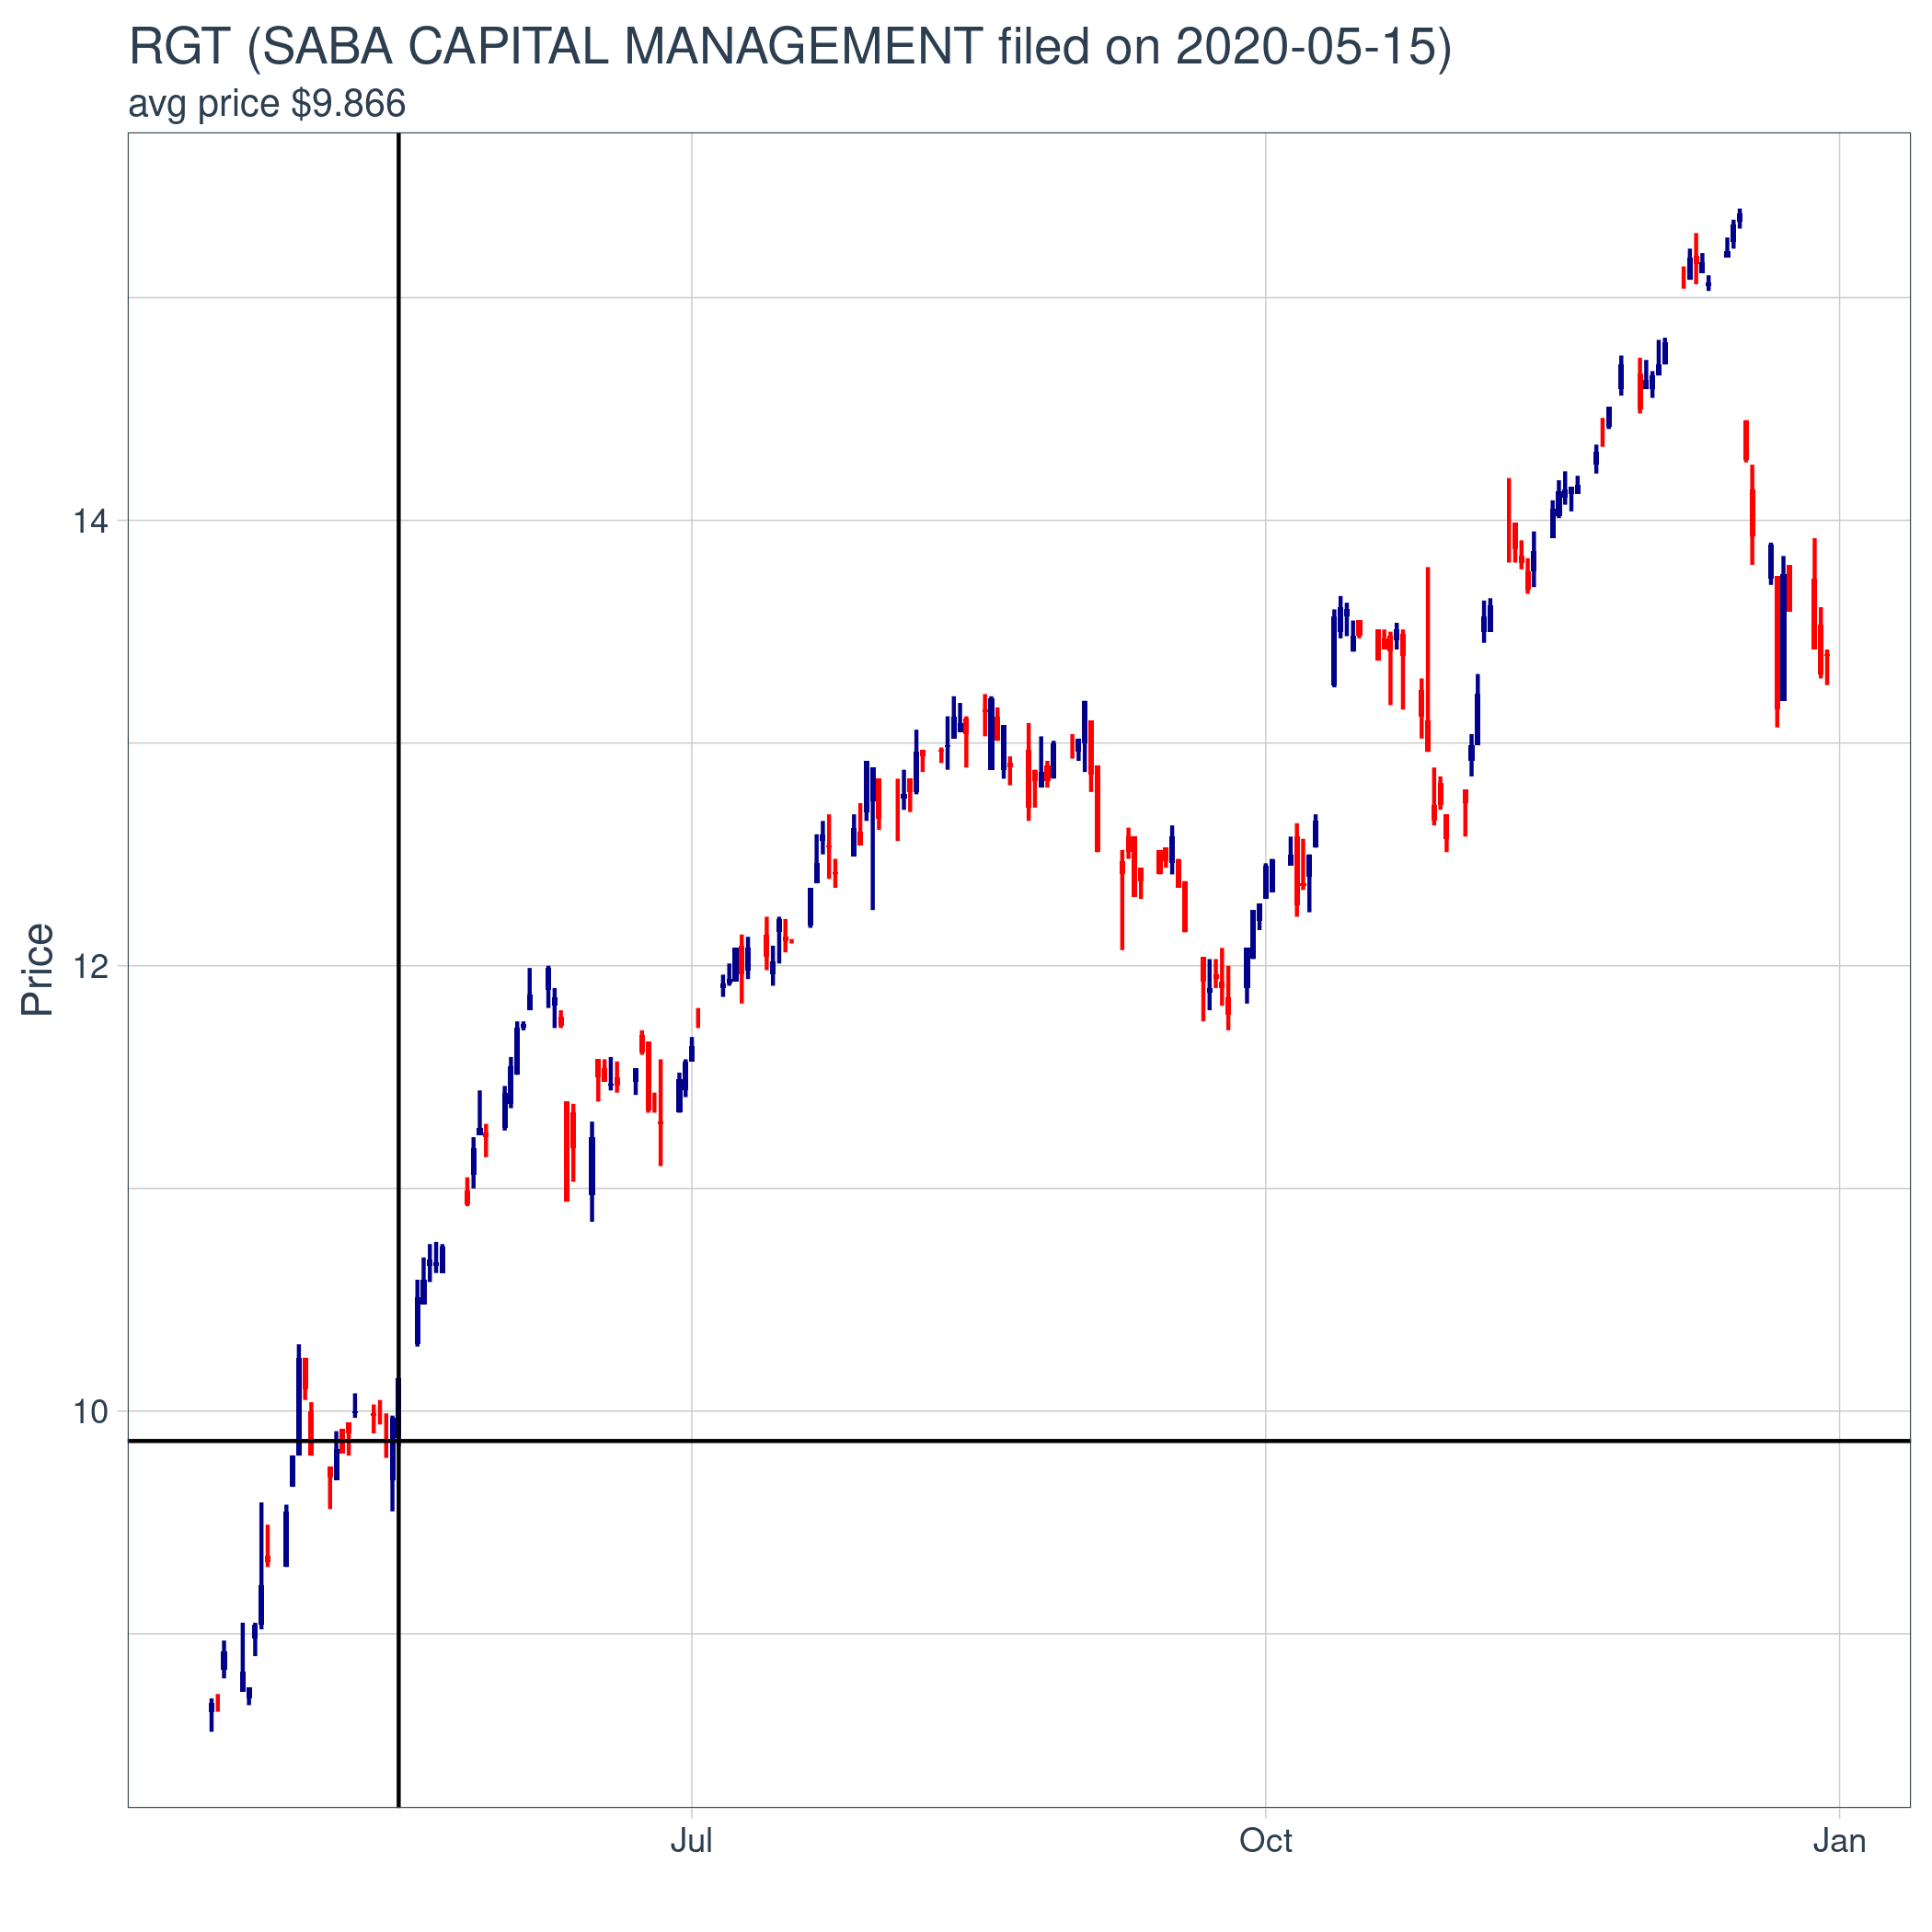 RGT (SABA CAPITAL MANAGEMENT filed on 2020-05-15)
avg price $9.866
Price
14
12
10
Jul
Oct
Jan